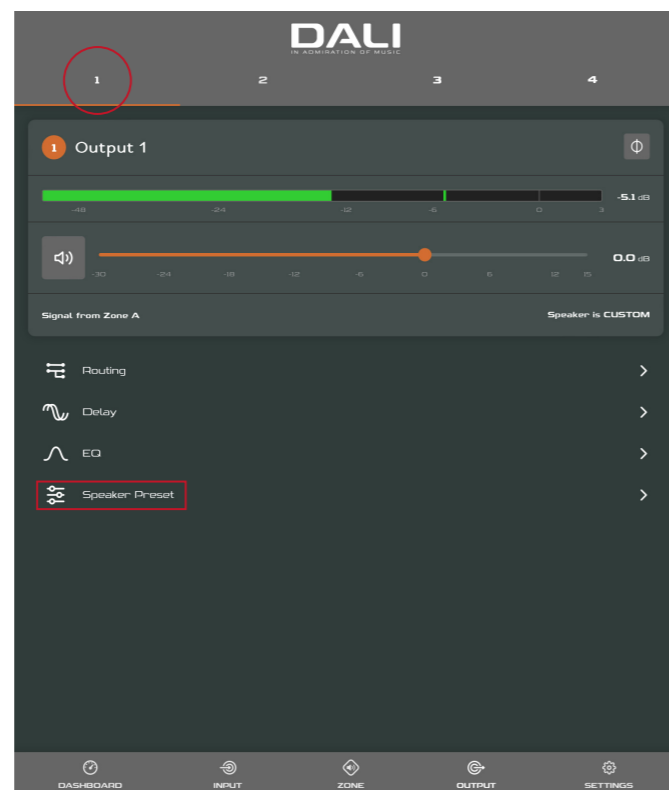 DALI
IN ADMIRATION OF MUSIC
1 2 3 4
1 Output 1
-5.1 dB
-48 -24 -12 -6 0 3
0.0 dB
-30 -24 -18 -12 -6 0 6 12 15
Signal from Zone A Speaker is CUSTOM
Routing
Delay
EQ
Speaker Preset
DASHBOARD INPUT ZONE OUTPUT SETTINGS